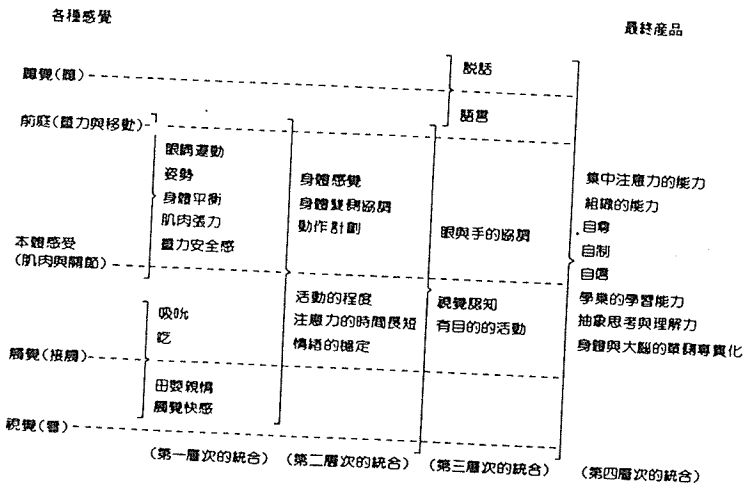 各種感覺
最終產品
聽覺(聽)
説話
語言
前庭(重力與移動)
眼睛運動
姿勢
身體平衡
肌肉張力
重力安全感
身體感覺
身體雙側協調
動作計劃
眼與手的協調
集中注意力的能力
組織的能力
自尊
自制
自信
學業的學習能力
抽象思考與理解力
身體與大腦的單側專質化
本體感受
(肌肉與關節)
活動的程度
注意力的時間長短
情緒的穩定
視覺認知
有目的的活動
吸吮
吃
觸覺(接觸)
母嬰親情
觸覺快感
視覺(看)
(第一層次的統合)
(第二層次的統合)
(第三層次的統合)
(第四層次的統合)